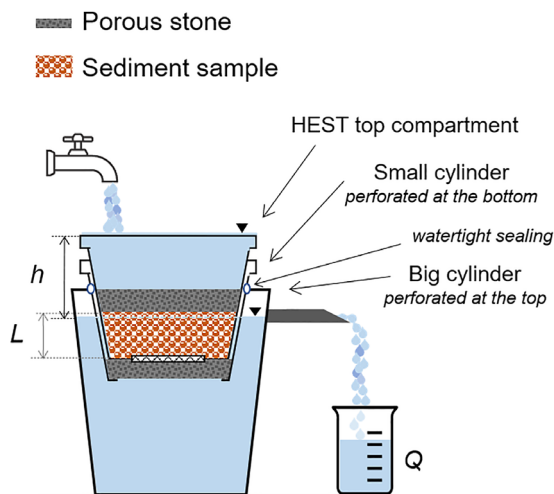 Porous stone
Sediment sample
HEST top compartment
Small cylinder
perforated at the bottom
watertight sealing
Big cylinder
perforated at the top
h
L
Q